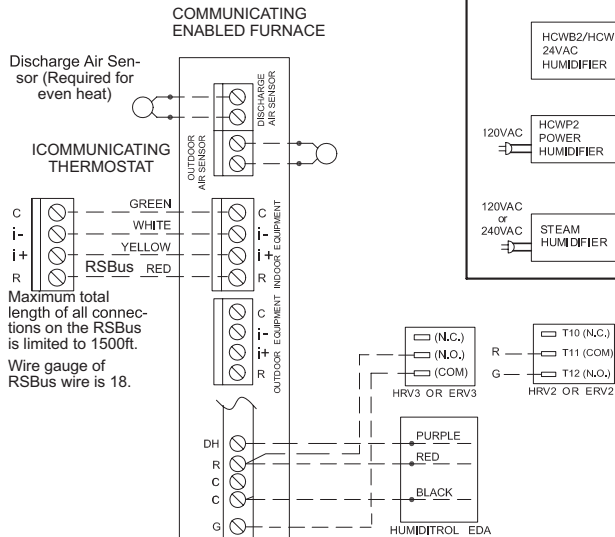 COMMUNICATING
ENABLED FURNACE
Discharge Air Sen-
sor (Required for
even heat)
DISCHARGE
AIR SENSOR
OUTDOOR
AIR SENSOR
ICOMMUNICATING
THERMOSTAT
C
i-
i+
R
GREEN
WHITE
YELLOW
RSBus RED
C
i-
i+
R
INDOOR EQUIPMENT
Maximum total
length of all connec-
tions on the RSBus
is limited to 1500ft.
Wire gauge of
RSBus wire is 18.
C
i-
i+
R
OUTDOOR EQUIPMENT
DH
R
C
C
G
PURPLE
RED
BLACK
HUMIDITROL EDA
(N.C.)
(N.O.)
(COM)
HRV3 OR ERV3
R
G
T10 (N.C.)
T11 (COM)
T12 (N.O.)
HRV2 OR ERV2
HCWB2/HCW
24VAC
HUMIDIFIER
120VAC
HCWP2
POWER
HUMIDIFIER
120VAC
or
240VAC
STEAM
HUMIDIFIER